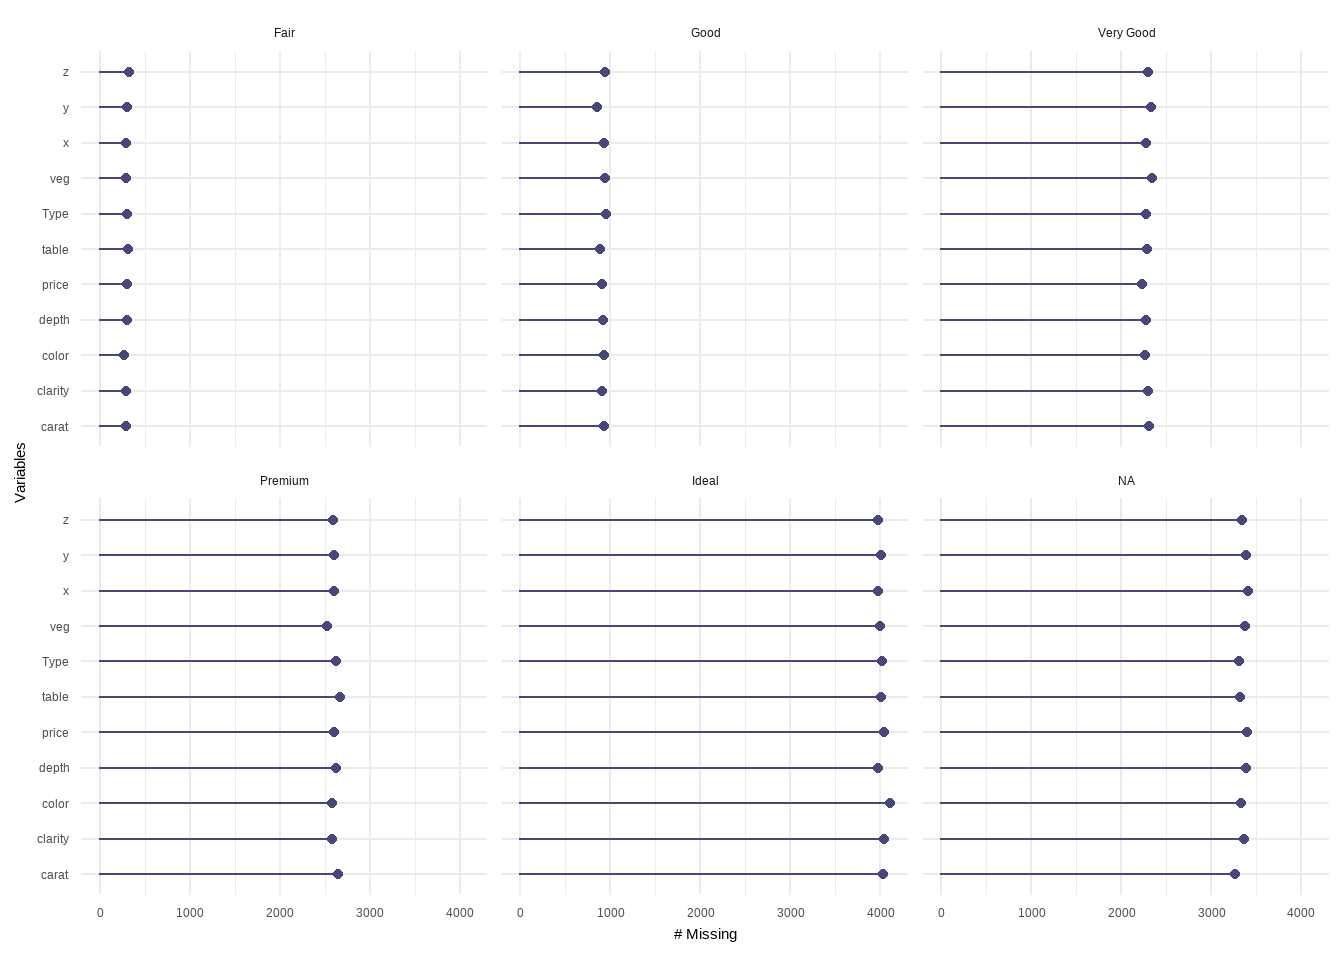 Fair
Good
Very Good
z
y
x
veg
Type
table
price
depth
color
clarity
carat
Variables
Premium
Ideal
NA
z
y
x
veg
Type
table
price
depth
color
clarity
carat
0 1000 2000 3000 4000
0 1000 2000 3000 4000
0 1000 2000 3000 4000
# Missing